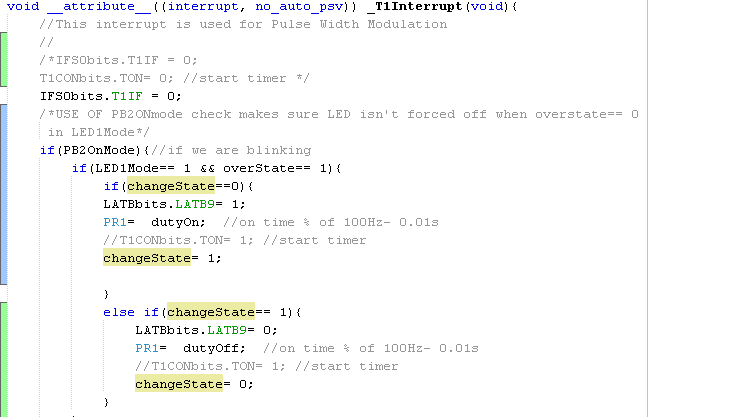 void __attribute__((interrupt, no_auto_psv)) _T1Interrupt(void){
//This interrupt is used for Pulse Width Modulation
//
/*IFS0bits.T1IF = 0;
T1CONbits.TON= 0; //start timer */
IFS0bits.T1IF = 0;
/*USE OF PB2ONmode check makes sure LED isn't forced off when overstate== 0
in LED1Mode*/
if(PB2OnMode){//if we are blinking
if(LED1Mode== 1 && overState== 1){
if(changeState==0){
LATBbits.LATB9= 1;
PR1= dutyOn; //on time % of 100Hz- 0.01s
//T1CONbits.TON= 1; //start timer
changeState= 1;
}
else if(changeState== 1){
LATBbits.LATB9= 0;
PR1= dutyOff; //on time % of 100Hz- 0.01s
//T1CONbits.TON= 1; //start timer
changeState= 0;
}